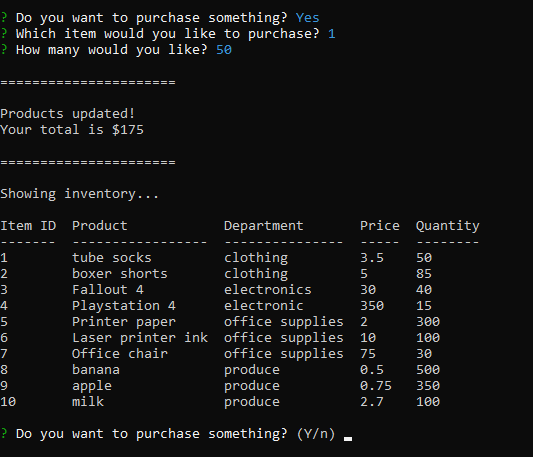 ? Do you want to purchase something? Yes
? Which item would you like to purchase? 1
? How many would you like? 50
======================
Products updated!
Your total is $175
======================
Showing inventory...
Item ID  Product            Department       Price  Quantity
-------  -----------------  ---------------  -----  --------
1        tube socks         clothing         3.5    50
2        boxer shorts       clothing         5      85
3        Fallout 4          electronics      30     40
4        Playstation 4      electronic       350    15
5        Printer paper      office supplies  2      300
6        Laser printer ink  office supplies  10     100
7        Office chair       office supplies  75     30
8        banana             produce          0.5    500
9        apple              produce          0.75   350
10       milk               produce          2.7    100
? Do you want to purchase something? (Y/n)